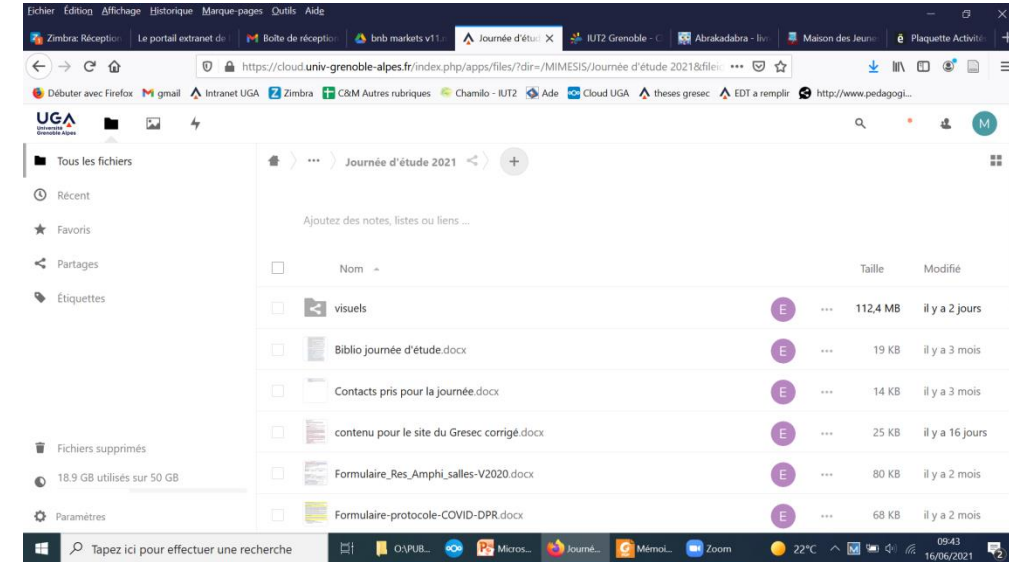 Fichier Édition Affichage Historique Marque-pages Outils Aide
Zimbra: Réception Le portail extranet de Boîte de réception bnb markets v11. Journée d'étud IUT2 Grenoble - Abrakadabra - livr Maison des Jeune Plaquette Activité
https://cloud.univ-grenoble-alpes.fr/index.php/apps/files/?dir=/MIMESIS/Journée d'étude 2021&fileid
Débuter avec Firefox gmail Intranet UGA Zimbra C&M Autres rubriques Chamilo - IUT2 Ade Cloud UGA theses gresec EDT a remplir http://www.pedagogi...
UGA
Université
Grenoble Alpes
M
Tous les fichiers
... Journée d'étude 2021 +
Récent
Ajoutez des notes, listes ou liens ...
Favoris
Partages
Nom Taille Modifié
Étiquettes
visuels E ... 112,4 MB il y a 2 jours
Biblio journée d'étude.docx E ... 19 KB il y a 3 mois
Contacts pris pour la journée.docx E ... 14 KB il y a 3 mois
contenu pour le site du Gresec corrigé.docx E ... 25 KB il y a 16 jours
Fichiers supprimés
Formulaire_Res_Amphi_salles-V2020.docx E ... 80 KB il y a 2 mois
18.9 GB utilisés sur 50 GB
Formulaire-protocole-COVID-DPR.docx E ... 68 KB il y a 2 mois
Paramètres
Tapez ici pour effectuer une recherche O:\PUB... Micros... Journé... Mémoi... Zoom 22°C 09:43
16/06/2021 2